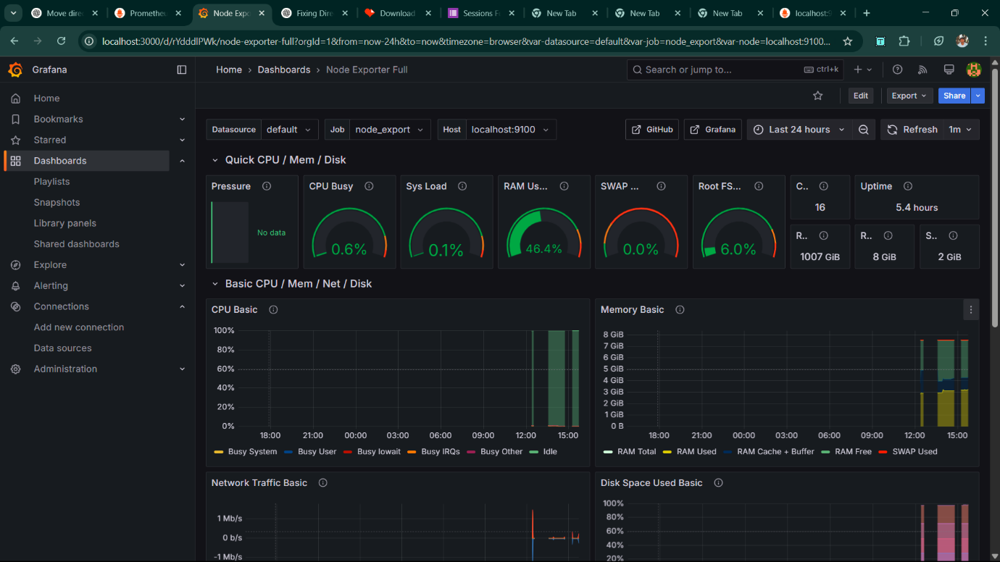 Move direc
Prometheu
Node Expo
Fixing Dire
Download
Sessions F
New Tab
New Tab
New Tab
localhost:9
localhost:3000/d/rYdddlPWk/node-exporter-full?orgId=1&from=now-24h&to=now&timezone=browser&var-datasource=default&var-job=node_export&var-node=localhost:9100...
Grafana
Home › Dashboards › Node Exporter Full
Search or jump to... ctrl+k
Edit Export Share
Home
Bookmarks
Starred
Dashboards
Playlists
Snapshots
Library panels
Shared dashboards
Explore
Alerting
Connections
Add new connection
Data sources
Administration
Datasource default Job node_export Host localhost:9100 GitHub Grafana Last 24 hours Refresh 1m
Quick CPU / Mem / Disk
Pressure
No data
CPU Busy
0.6%
Sys Load
0.1%
RAM Us...
46.4%
SWAP ...
0.0%
Root FS...
6.0%
C..
16
Uptime
5.4 hours
R..
1007 GiB
R..
8 GiB
S..
2 GiB
Basic CPU / Mem / Net / Disk
CPU Basic
100%
80%
60%
40%
20%
0%
18:00 21:00 00:00 03:00 06:00 09:00 12:00 15:00
Busy System Busy User Busy Iowait Busy IRQs Busy Other Idle
Memory Basic
8 GiB
7 GiB
6 GiB
5 GiB
4 GiB
3 GiB
2 GiB
1 GiB
0 B
18:00 21:00 00:00 03:00 06:00 09:00 12:00 15:00
RAM Total RAM Used RAM Cache + Buffer RAM Free SWAP Used
Network Traffic Basic
1 Mb/s
0 b/s
-1 Mb/s
Disk Space Used Basic
100%
80%
60%
40%
20%